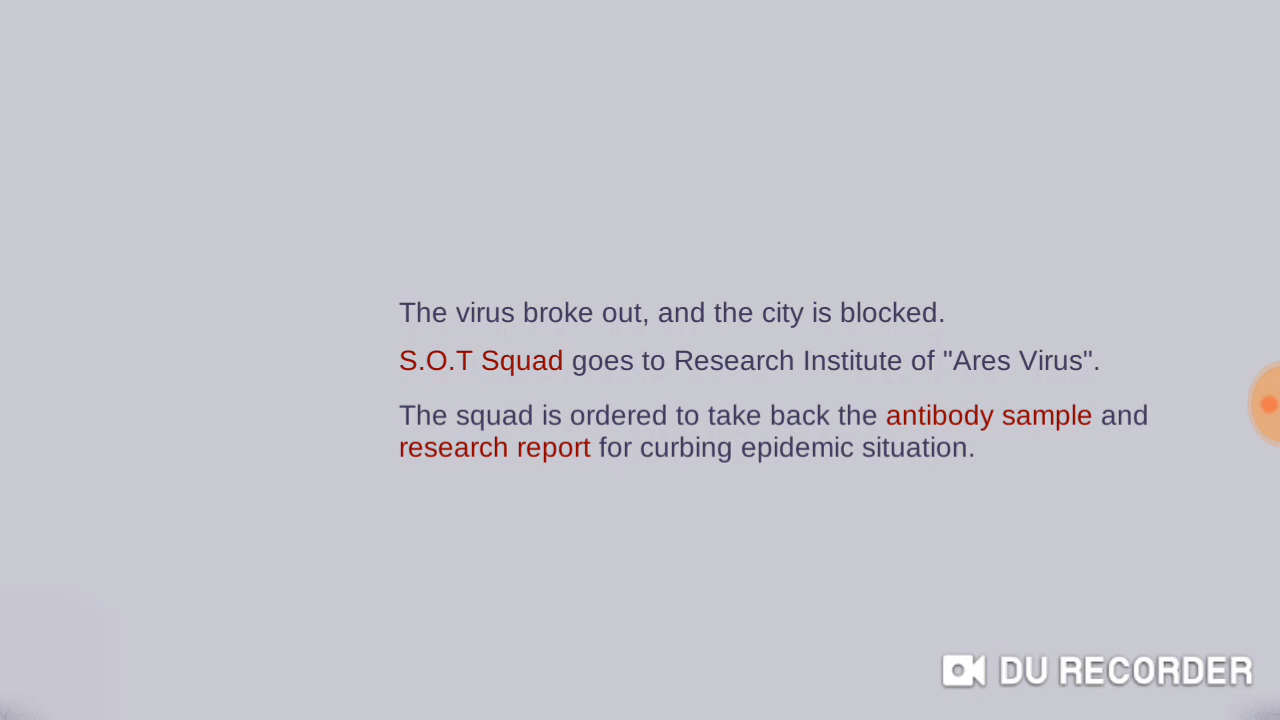 The virus broke out, and the city is blocked.
S.O.T Squad goes to Research Institute of "Ares Virus".
The squad is ordered to take back the antibody sample and
research report for curbing epidemic situation.
DU RECORDER